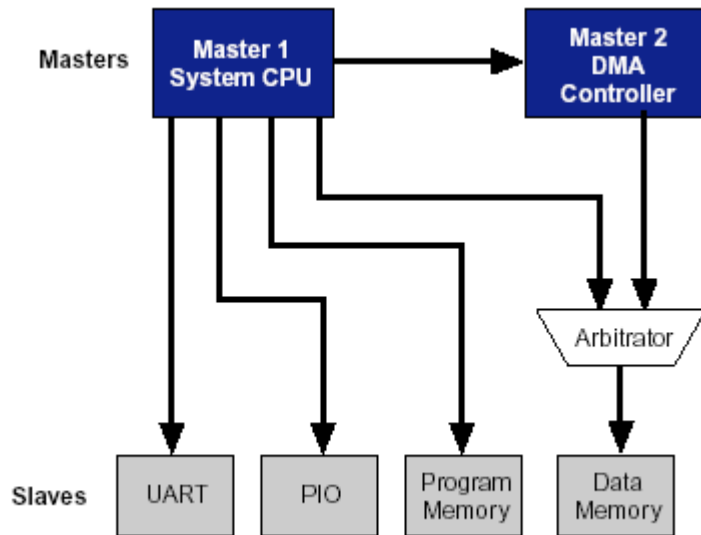 Masters
Master 1
System CPU
Master 2
DMA
Controller
Arbitrator
Slaves
UART
PIO
Program
Memory
Data
Memory